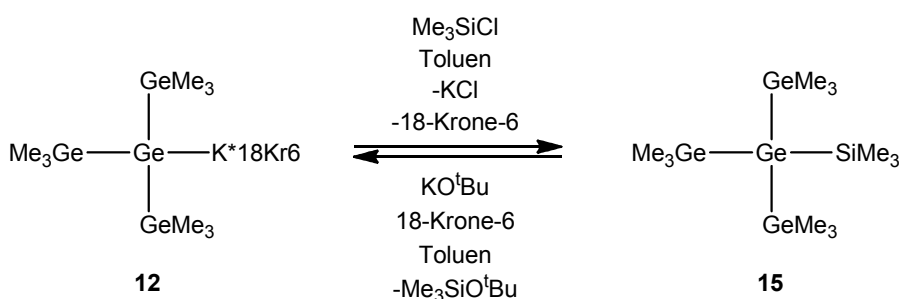 Me3SiCl
Toluen
-KCl
-18-Krone-6
GeMe3
Me3Ge Ge K*18Kr6
GeMe3
12
KOtBu
18-Krone-6
Toluen
-Me3SiOtBu
GeMe3
Me3Ge Ge SiMe3
GeMe3
15